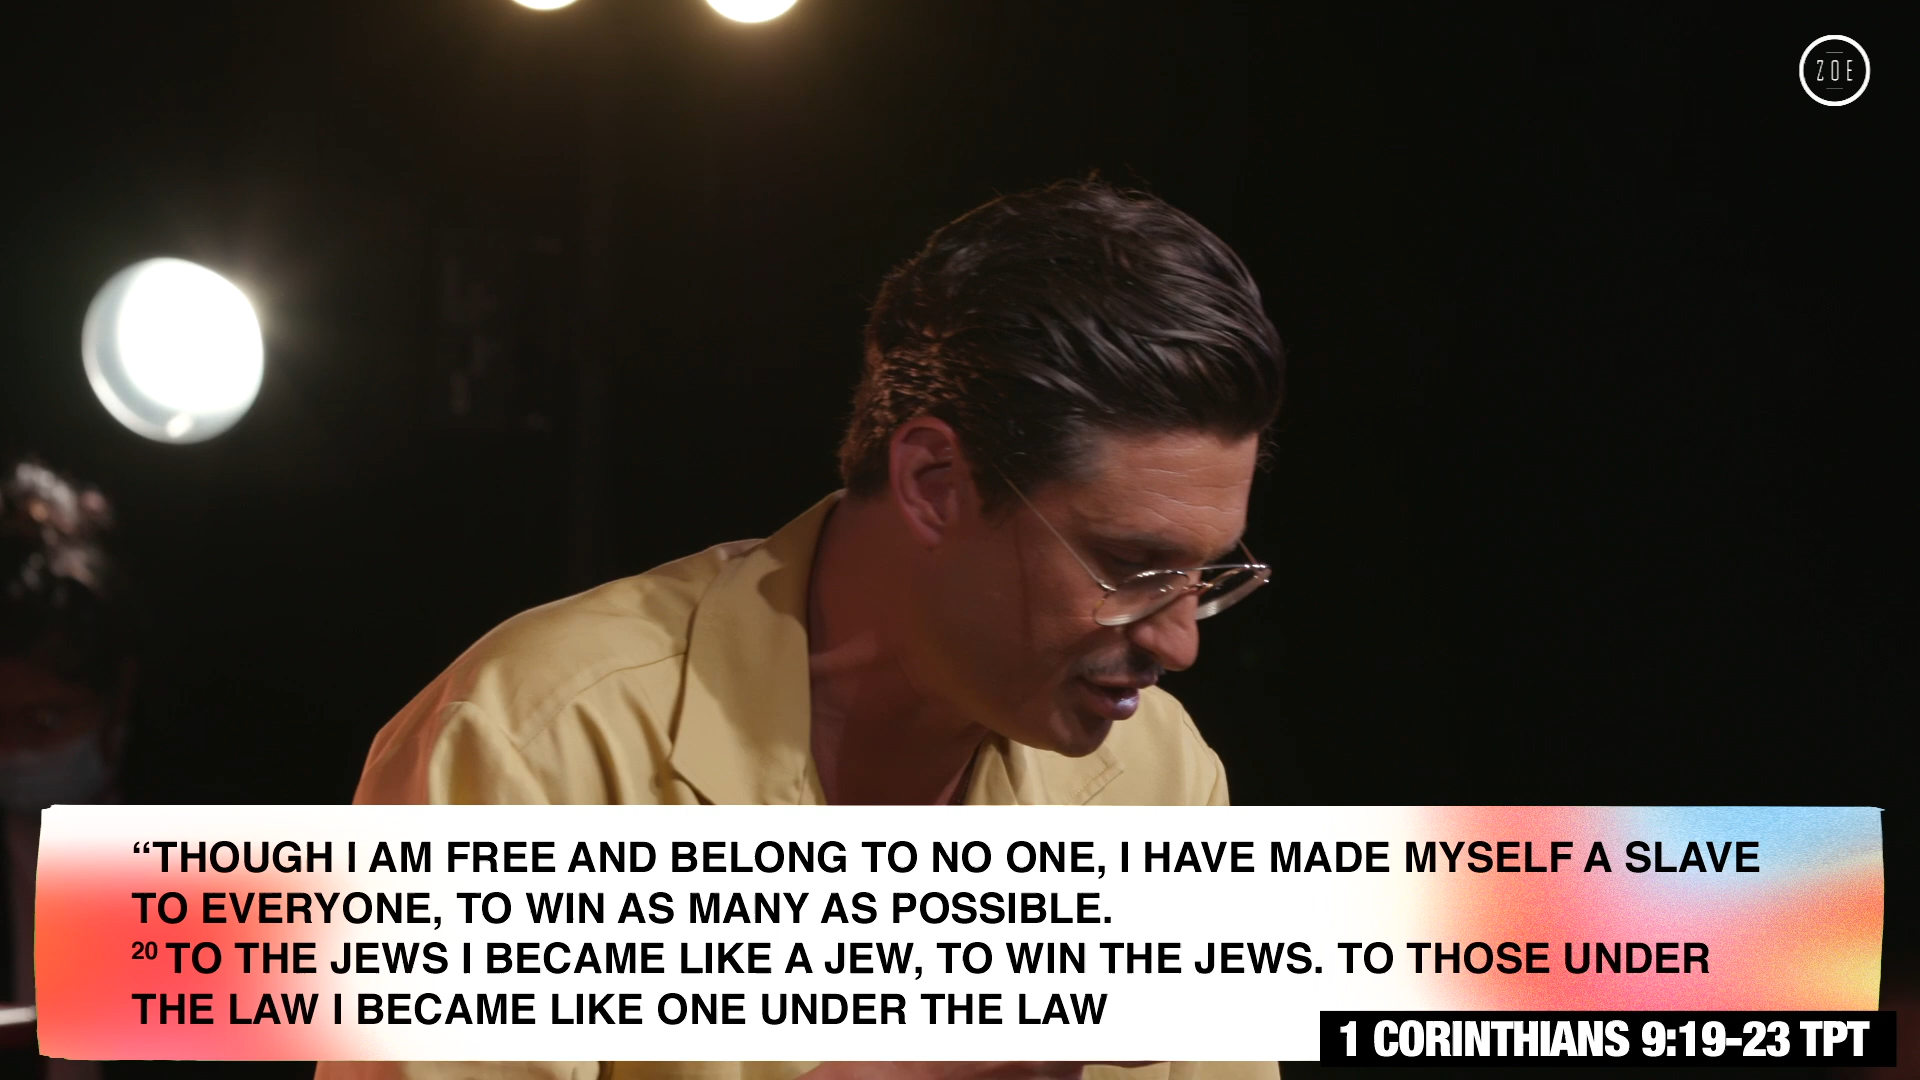 ZOE
“THOUGH I AM FREE AND BELONG TO NO ONE, I HAVE MADE MYSELF A SLAVE
TO EVERYONE, TO WIN AS MANY AS POSSIBLE.
20 TO THE JEWS I BECAME LIKE A JEW, TO WIN THE JEWS. TO THOSE UNDER
THE LAW I BECAME LIKE ONE UNDER THE LAW
1 CORINTHIANS 9:19-23 TPT